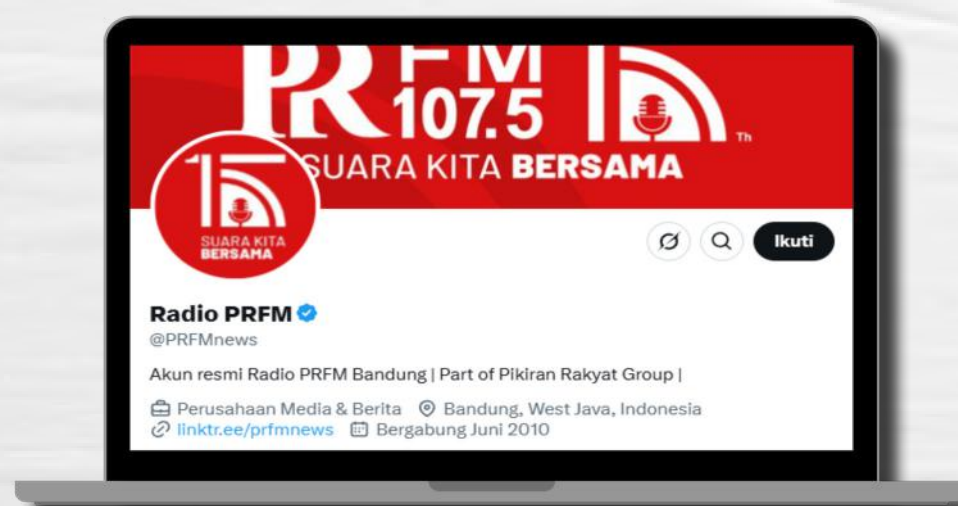 PRFM
107.5
15
Th
SUARA KITA BERSAMA
15
SUARA KITA
BERSAMA
Ikuti
Radio PRFM
@PRFMnews
Akun resmi Radio PRFM Bandung | Part of Pikiran Rakyat Group |
Perusahaan Media & Berita Bandung, West Java, Indonesia
linktr.ee/prfmnews Bergabung Juni 2010